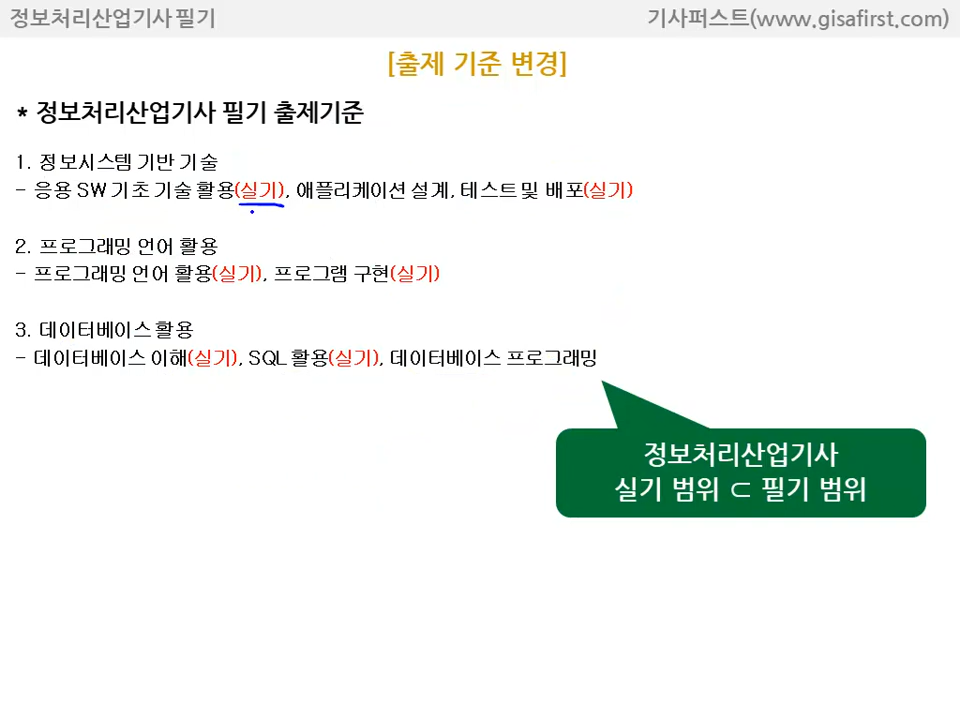 정보처리산업기사 필기
기사퍼스트(www.gisafirst.com)
[출제 기준 변경]
* 정보처리산업기사 필기 출제기준
1. 정보시스템 기반 기술
- 응용 SW 기초 기술 활용(실기), 애플리케이션 설계, 테스트 및 배포(실기)
2. 프로그래밍 언어 활용
- 프로그래밍 언어 활용(실기), 프로그램 구현(실기)
3. 데이터베이스 활용
- 데이터베이스 이해(실기), SQL 활용(실기), 데이터베이스 프로그래밍
정보처리산업기사
실기 범위 ⊂ 필기 범위